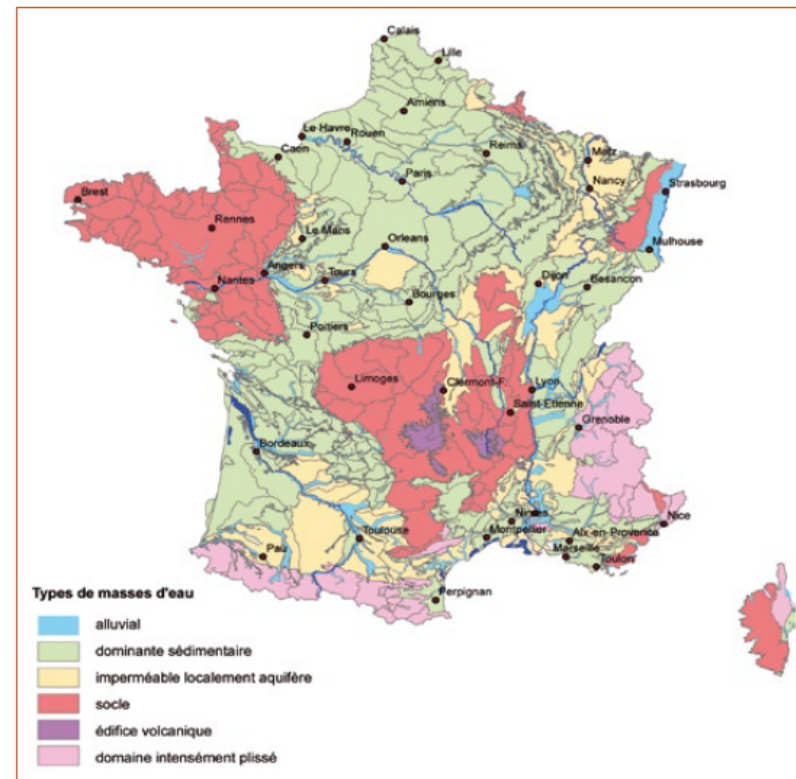 Calais
Lille
Amiens
Le Havre
Rouen
Caen
Reims
Metz
Paris
Nancy
Strasbourg
Brest
Rennes
Le Mans
Orleans
Mulhouse
Angers
Tours
Dijon
Besancon
Nantes
Bourges
Poitiers
Limoges
Clermont-F.
Lyon
Saint-Etienne
Grenoble
Bordeaux
Nimes
Nice
Toulouse
Montpellier
Aix-en-Provence
Pau
Marseille
Toulon
Perpignan
Types de masses d'eau
alluvial
dominante sédimentaire
imperméable localement aquifère
socle
édifice volcanique
domaine intensément plissé